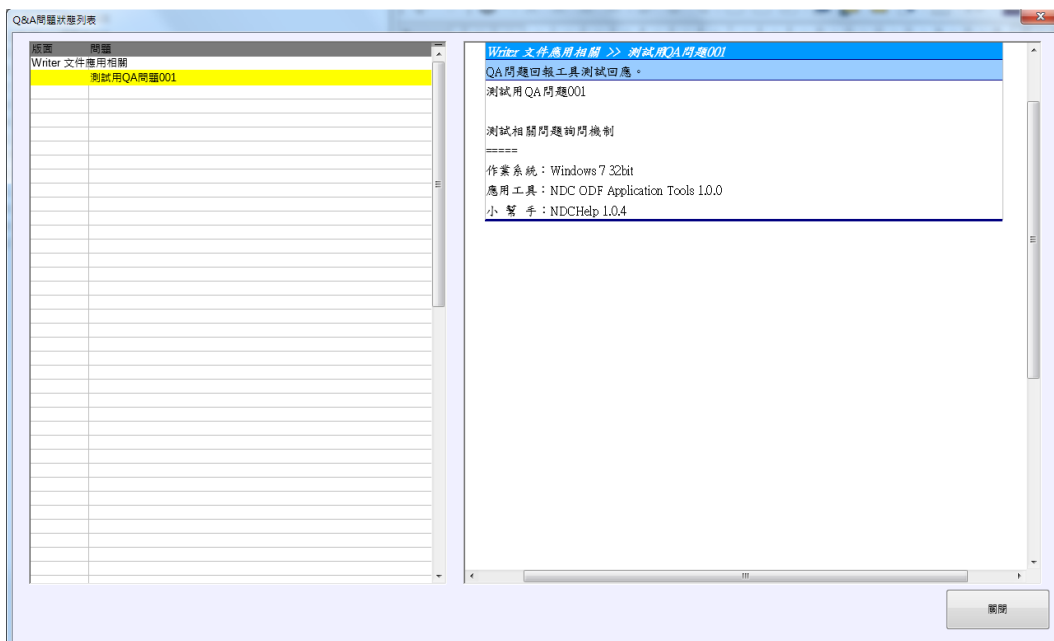 Q&A問題狀態列表
版面 問題
Writer 文件應用相關
測試用QA問題001
Writer 文件應用相關 >> 測試用QA問題001
QA問題回報工具測試回應。
測試用QA問題001
測試相關問題詢問機制
=====
作業系統：Windows 7 32bit
應用工具：NDC ODF Application Tools 1.0.0
小 幫 手：NDCHelp 1.0.4
關閉